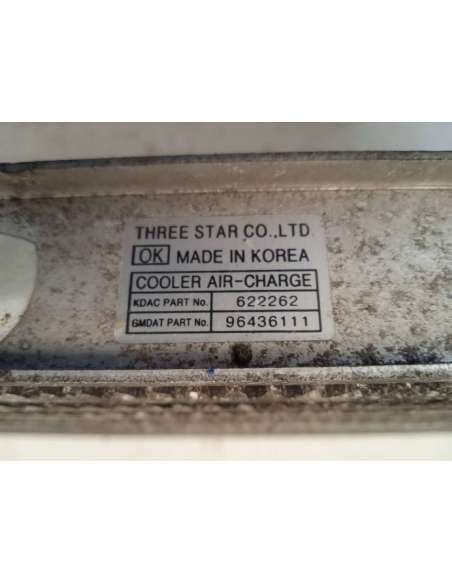 THREE STAR CO.,LTD
OK MADE IN KOREA
COOLER AIR-CHARGE
KDAC PART No. 622262
GMDAT PART No. 96436111